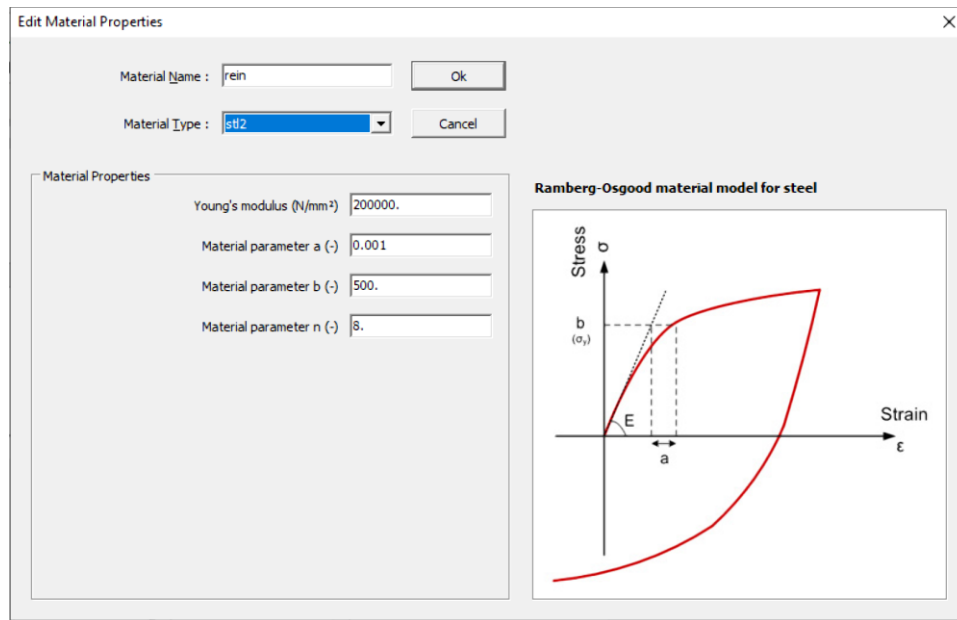 Edit Material Properties
Material Name : rein
Ok
Material Type : stl2
Cancel
Material Properties
Young's modulus (N/mm²) 200000.
Material parameter a (-) 0.001
Material parameter b (-) 500.
Material parameter n (-) 8.
Ramberg-Osgood material model for steel
Stress
σ
b
(σy)
E
a
Strain
ε